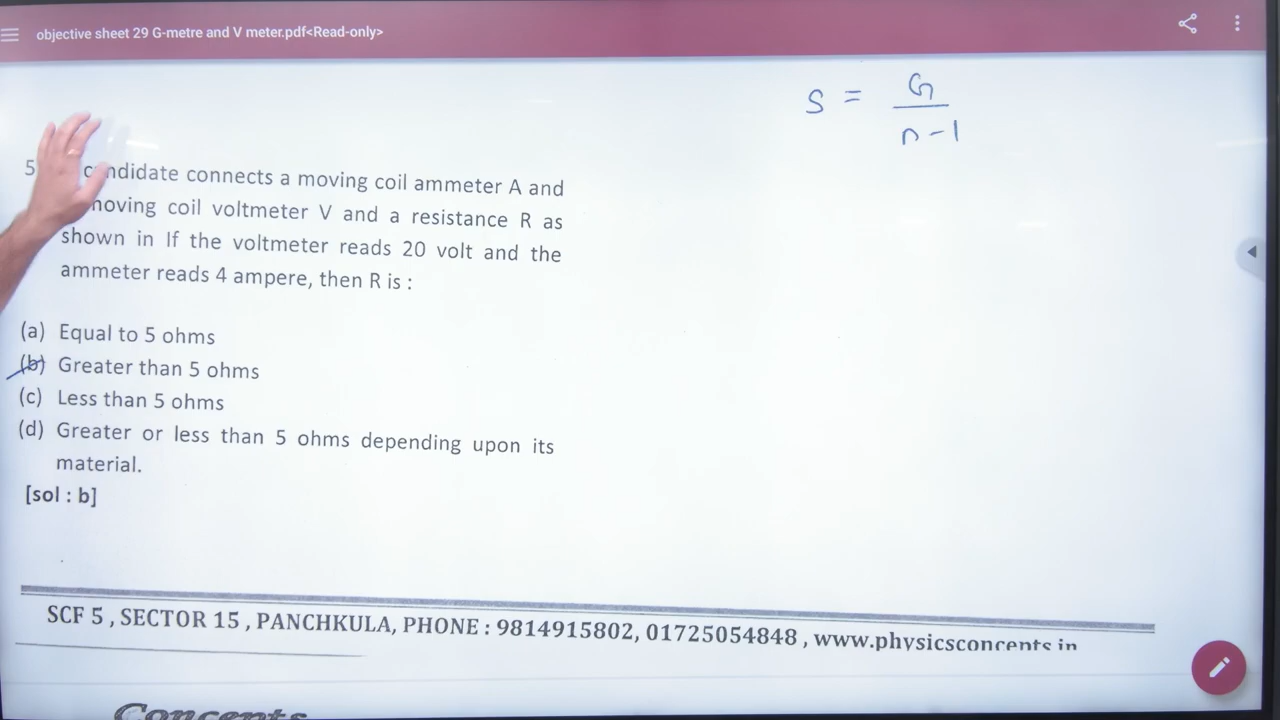 objective sheet 29 G-metre and V meter.pdf<Read-only>
S = G / n-1
5 candidate connects a moving coil ammeter A and
moving coil voltmeter V and a resistance R as
shown in If the voltmeter reads 20 volt and the
ammeter reads 4 ampere, then R is :
(a) Equal to 5 ohms
(b) Greater than 5 ohms
(c) Less than 5 ohms
(d) Greater or less than 5 ohms depending upon its
material.
[sol : b]
SCF 5 , SECTOR 15 , PANCHKULA, PHONE : 9814915802, 01725054848 , www.physicsconcepts.in
Concepts